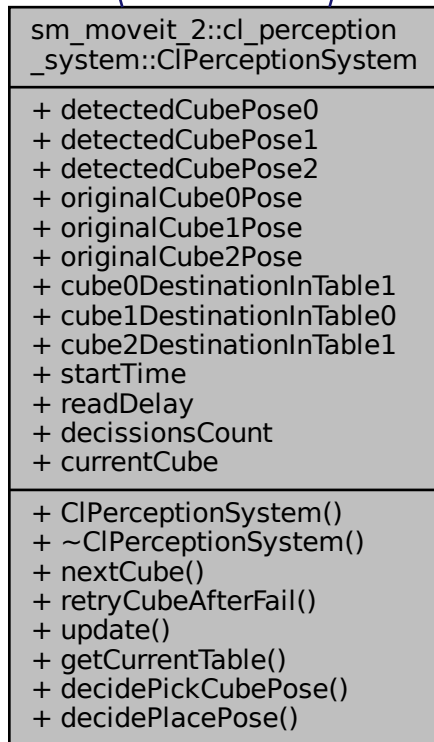 sm_moveit_2::cl_perception
_system::ClPerceptionSystem
+ detectedCubePose0
+ detectedCubePose1
+ detectedCubePose2
+ originalCube0Pose
+ originalCube1Pose
+ originalCube2Pose
+ cube0DestinationInTable1
+ cube1DestinationInTable0
+ cube2DestinationInTable1
+ startTime
+ readDelay
+ decissionsCount
+ currentCube
+ ClPerceptionSystem()
+ ~ClPerceptionSystem()
+ nextCube()
+ retryCubeAfterFail()
+ update()
+ getCurrentTable()
+ decidePickCubePose()
+ decidePlacePose()